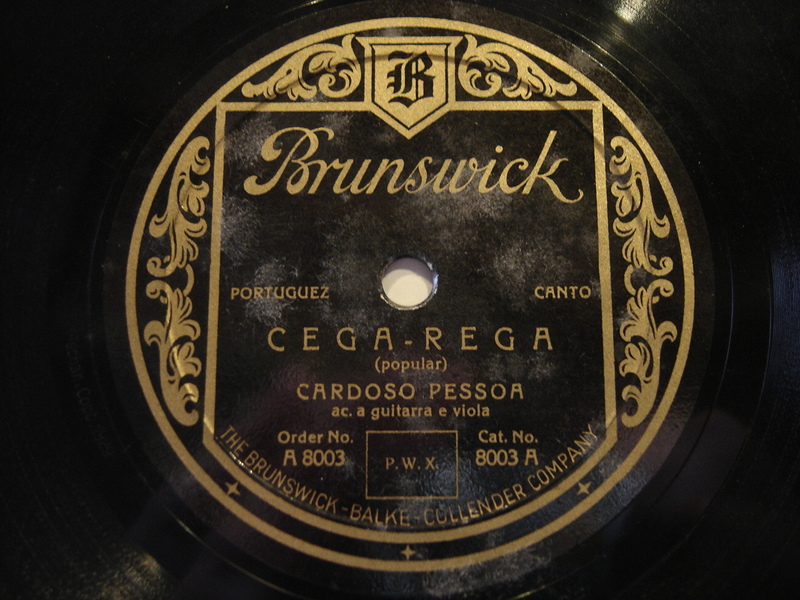 B
Brunswick
PORTUGUEZ
CANTO
CEGA-REGA
(popular)
CARDOSO PESSOA
ac. a guitarra e viola
Order No.
A 8003
P.W.X.
Cat. No.
8003 A
THE BRUNSWICK-BALKE-CULLENDER COMPANY